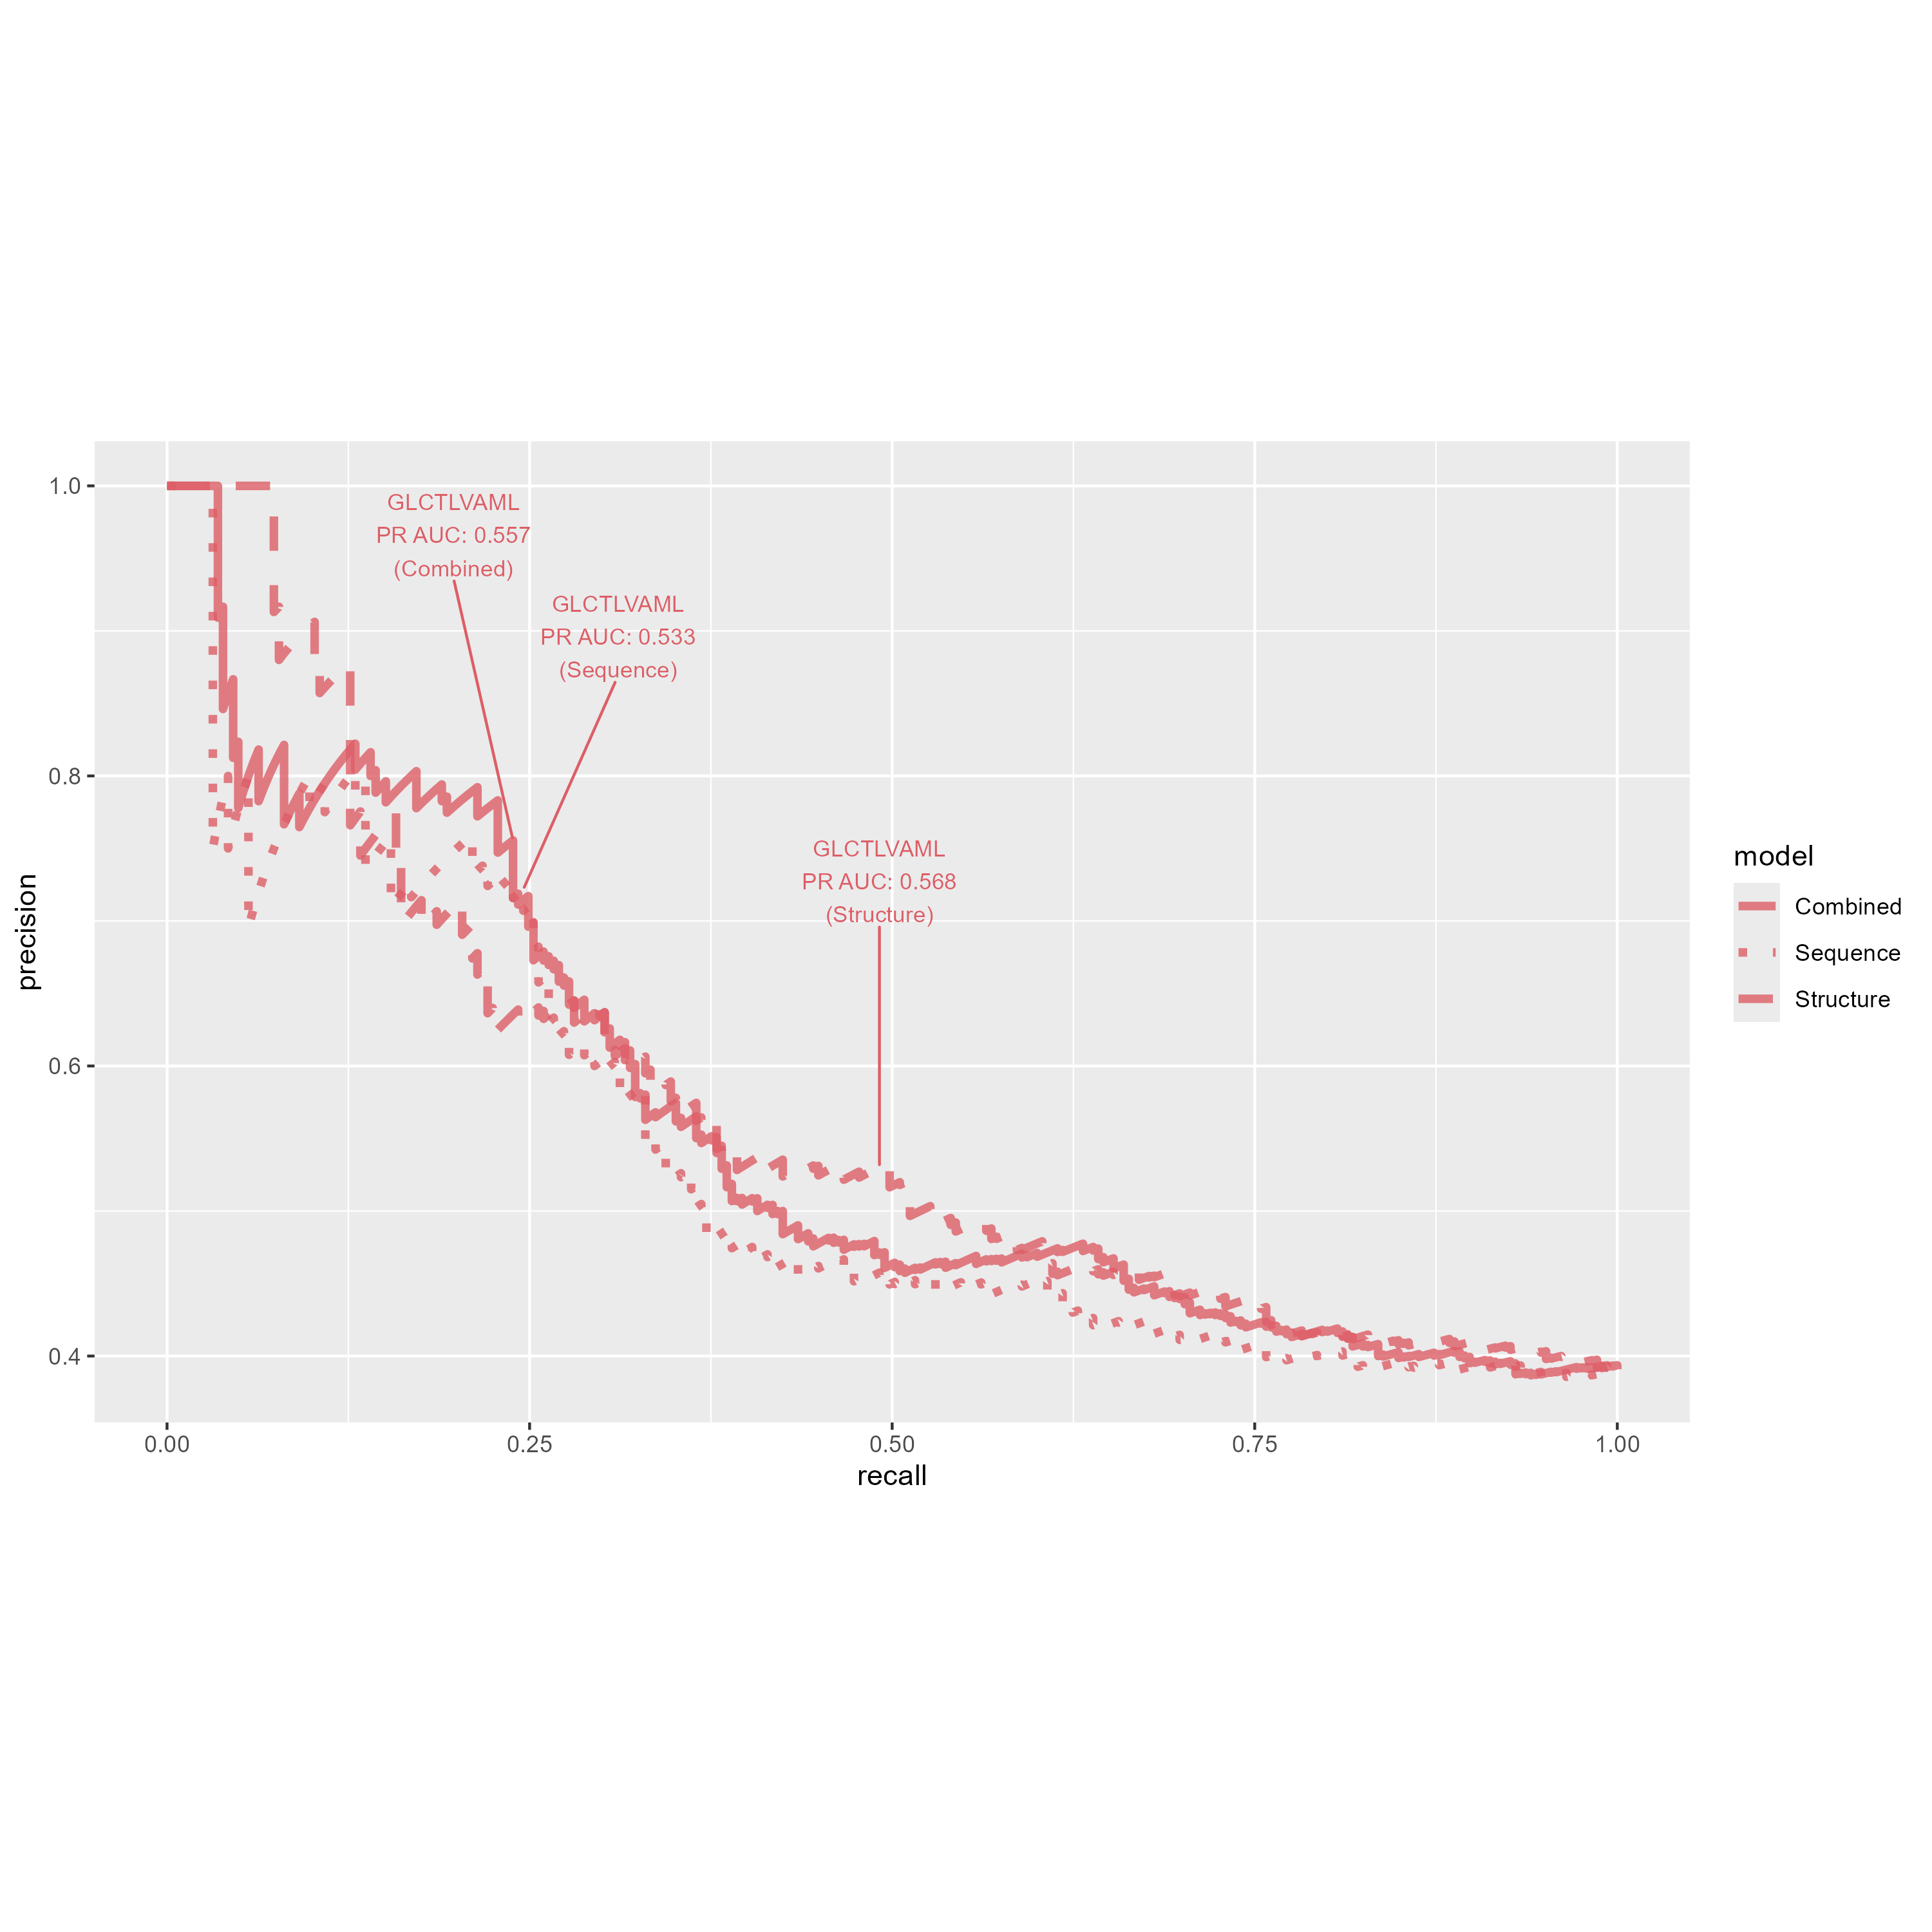 GLCTLVAML
PR AUC: 0.557
(Combined)
GLCTLVAML
PR AUC: 0.533
(Sequence)
GLCTLVAML
PR AUC: 0.568
(Structure)
1.0
0.8
0.6
0.4
precision
0.00
0.25
0.50
0.75
1.00
recall
model
Combined
Sequence
Structure